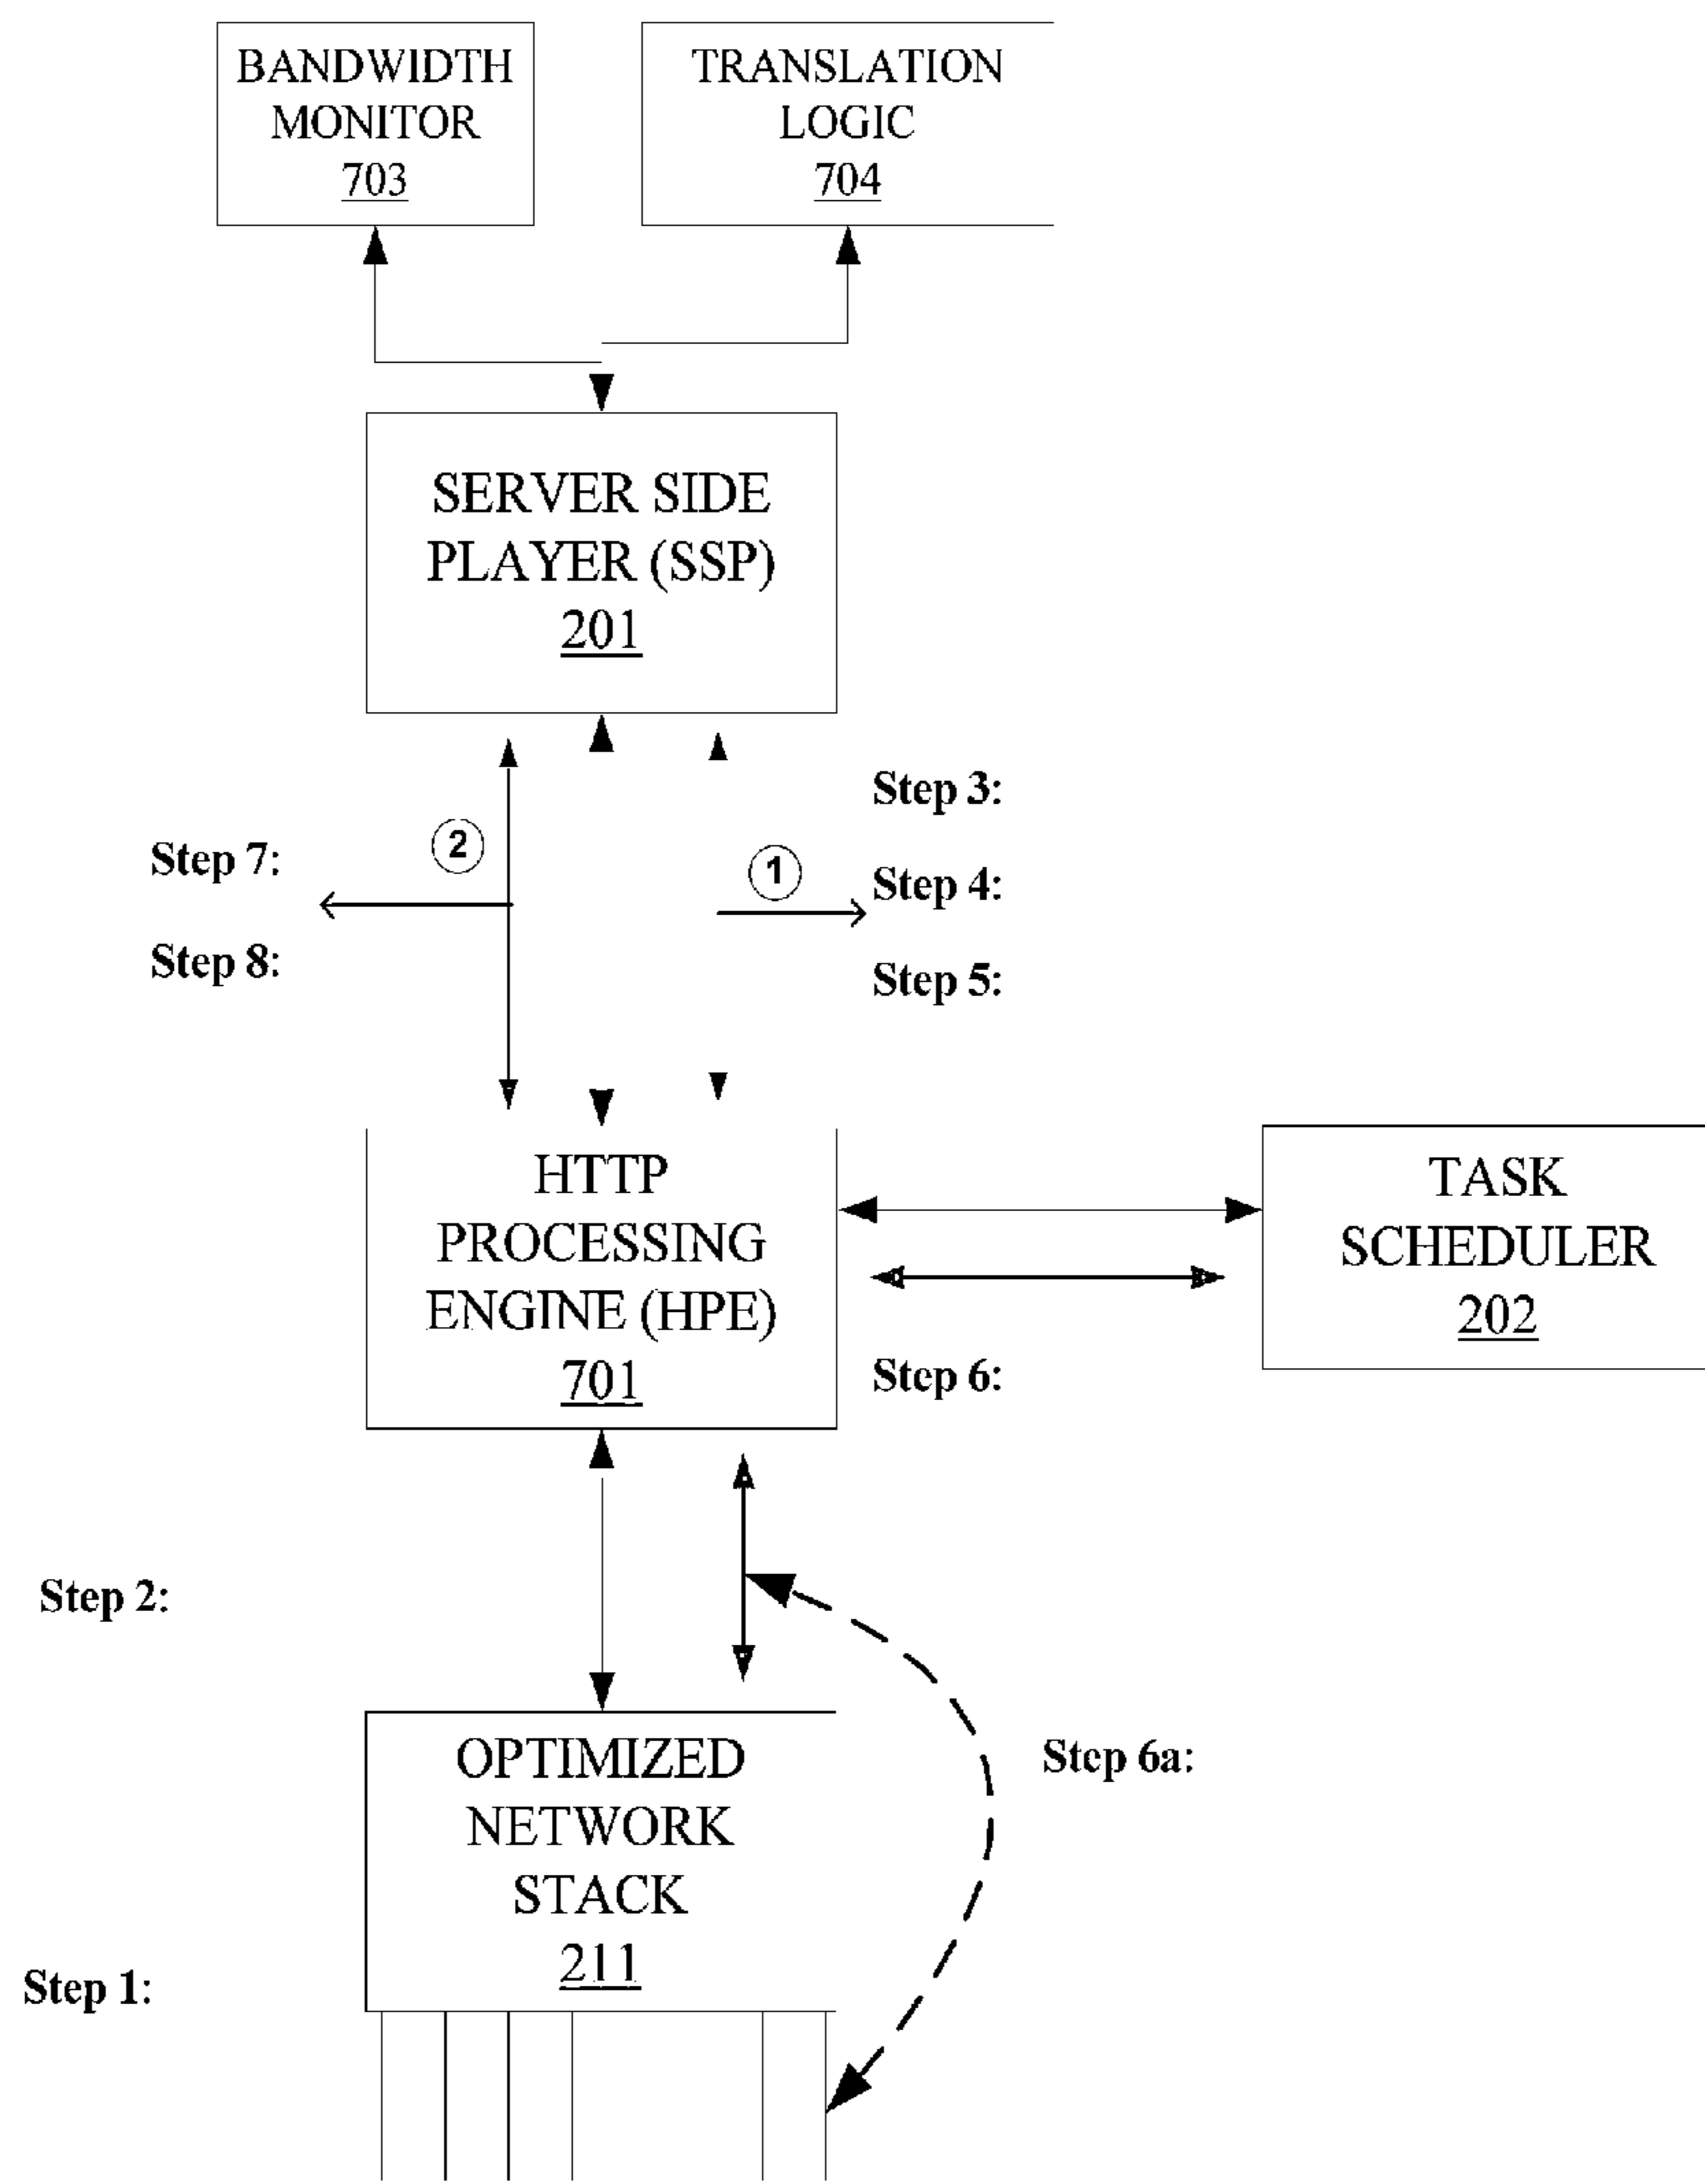 BANDWIDTH
MONITOR
703
TRANSLATION
LOGIC
704
SERVER SIDE
PLAYER (SSP)
201
Step 3:
2
Step 7:
1
Step 4:
Step 8:
Step 5:
HTTP
PROCESSING
ENGINE (HPE)
701
TASK
SCHEDULER
202
Step 6:
Step 2:
OPTIMIZED
NETWORK
STACK
211
Step 6a:
Step 1: